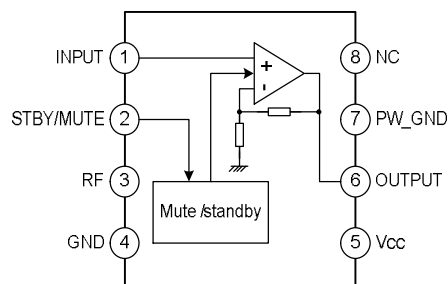 INPUT 1
STBY/MUTE 2
RF 3
GND 4
+
-
Mute /standby
8 NC
7 PW_GND
6 OUTPUT
5 Vcc